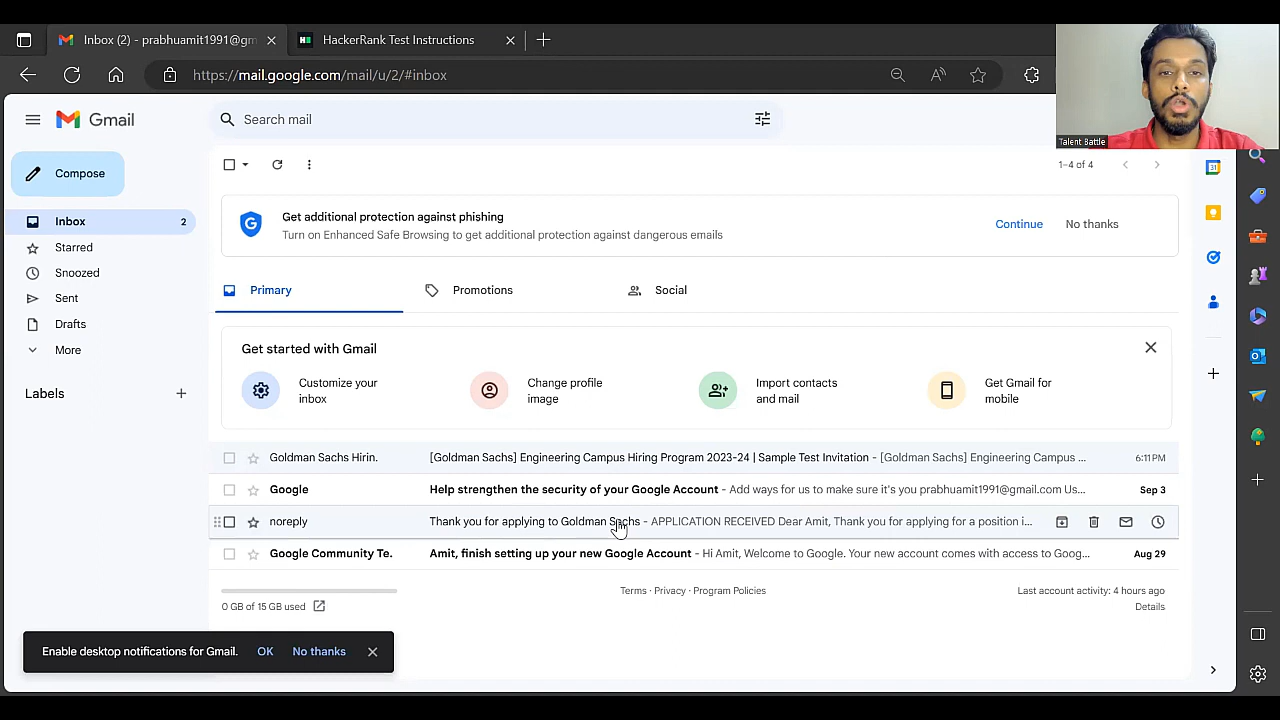 Inbox (2) - prabhuamit1991@gm
HackerRank Test Instructions
https://mail.google.com/mail/u/2/#inbox
Talent Battle
Gmail
Search mail
Compose
1-4 of 4
Get additional protection against phishing
Turn on Enhanced Safe Browsing to get additional protection against dangerous emails
Continue
No thanks
Inbox 2
Starred
Snoozed
Sent
Drafts
More
Labels
Primary
Promotions
Social
Get started with Gmail
Customize your
inbox
Change profile
image
Import contacts
and mail
Get Gmail for
mobile
Goldman Sachs Hirin. [Goldman Sachs] Engineering Campus Hiring Program 2023-24 | Sample Test Invitation - [Goldman Sachs] Engineering Campus ... 6:11 PM
Google Help strengthen the security of your Google Account - Add ways for us to make sure it's you prabhuamit1991@gmail.com Us... Sep 3
noreply Thank you for applying to Goldman Sachs - APPLICATION RECEIVED Dear Amit, Thank you for applying for a position i...
Google Community Te. Amit, finish setting up your new Google Account - Hi Amit, Welcome to Google. Your new account comes with access to Goog... Aug 29
0 GB of 15 GB used
Terms · Privacy · Program Policies
Last account activity: 4 hours ago
Details
Enable desktop notifications for Gmail. OK No thanks